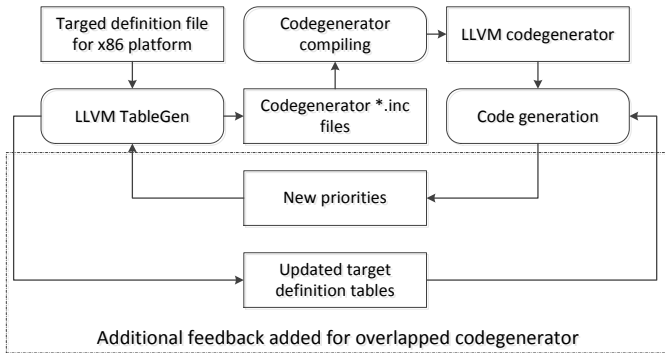 Targed definition file
for x86 platform
Codegenerator
compiling
LLVM codegenerator
LLVM TableGen
Codegenerator *.inc
files
Code generation
New priorities
Updated target
definition tables
Additional feedback added for overlapped codegenerator